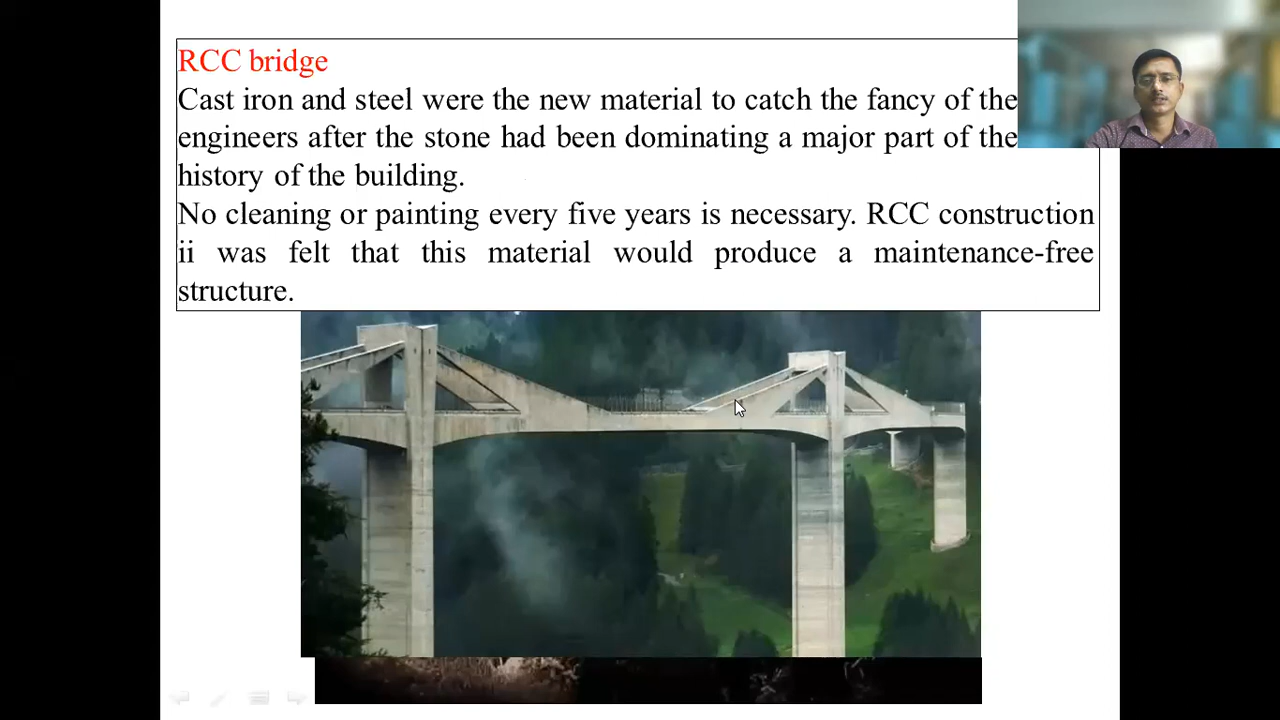 RCC bridge
Cast iron and steel were the new material to catch the fancy of the
engineers after the stone had been dominating a major part of the
history of the building.
No cleaning or painting every five years is necessary. RCC construction
ii was felt that this material would produce a maintenance-free
structure.